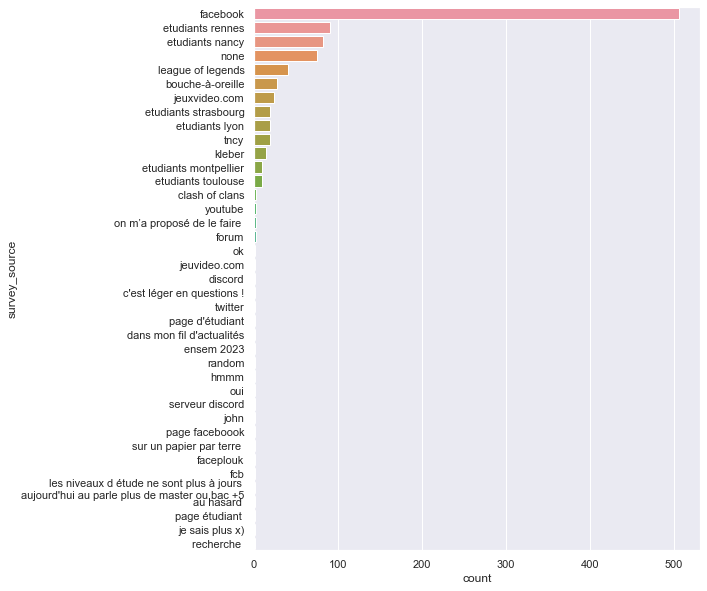 facebook
etudiants rennes
etudiants nancy
none
league of legends
bouche-à-oreille
jeuxvideo.com
etudiants strasbourg
etudiants lyon
tncy
kleber
etudiants montpellier
etudiants toulouse
clash of clans
youtube
on m'a proposé de le faire
forum
ok
jeuvideo.com
discord
c'est léger en questions !
twitter
page d'étudiant
dans mon fil d'actualités
ensem 2023
random
hmmm
oui
serveur discord
john
page faceboook
sur un papier par terre
faceplouk
fcb
les niveaux d étude ne sont plus à jours
aujourd'hui au parle plus de master ou bac +5
au hasard
page étudiant
je sais plus x)
recherche
survey_source
0 100 200 300 400 500
count